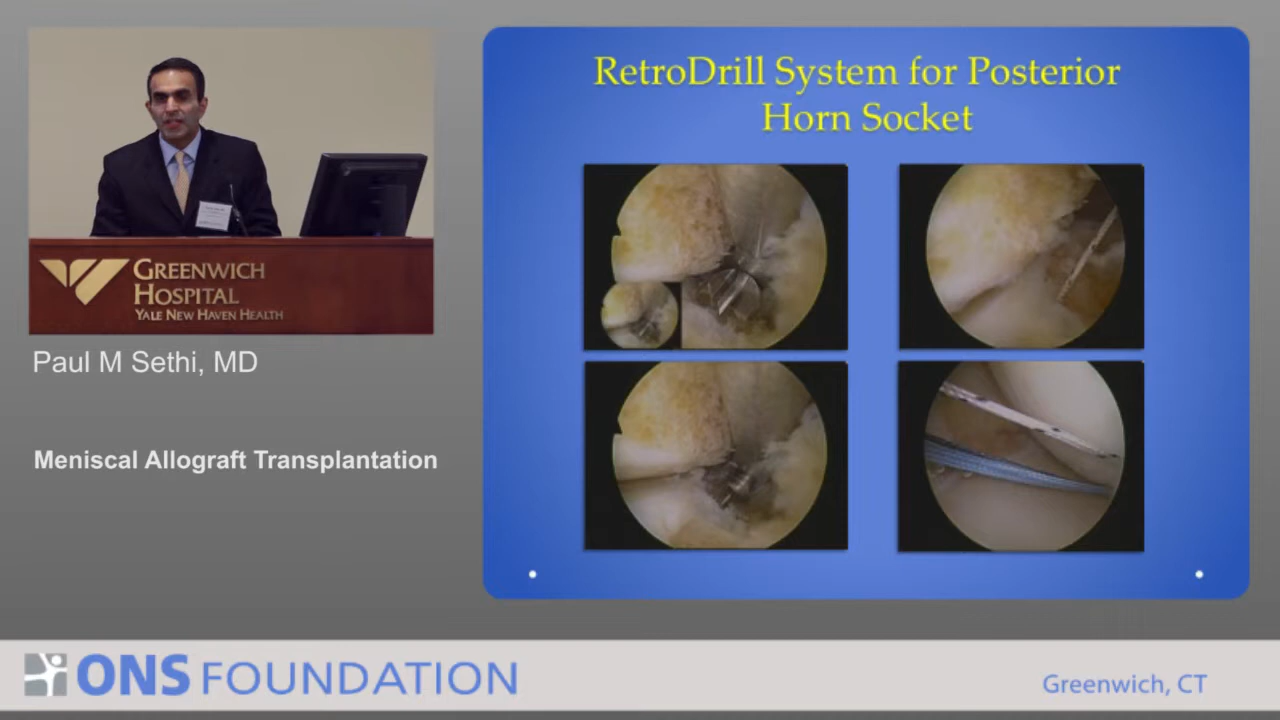 RetroDrill System for Posterior
Horn Socket
GREENWICH
HOSPITAL
YALE NEW HAVEN HEALTH
Paul M Sethi, MD
Meniscal Allograft Transplantation
ONS FOUNDATION
Greenwich, CT